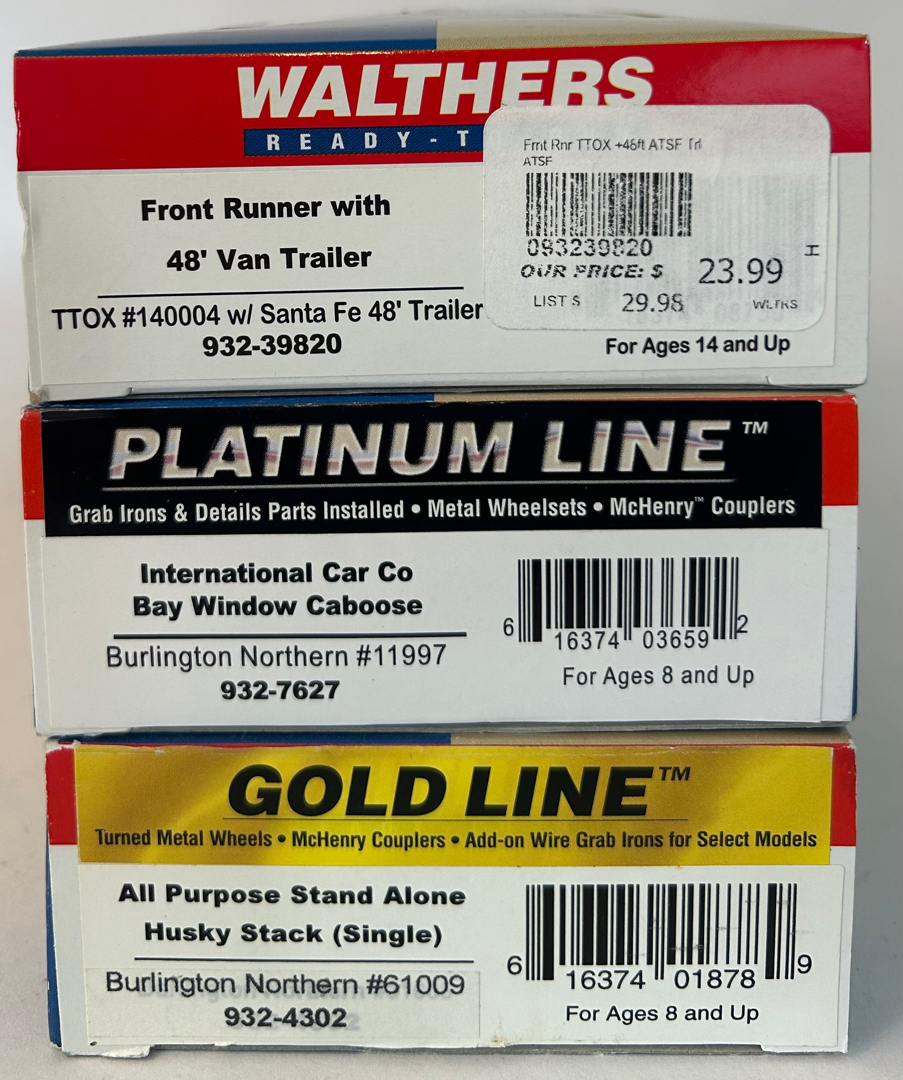 WALTHERS
READY-T
Frnt Rnr TTOX +48ft ATSF Trl
ATSF
093239820
OUR PRICE: $ 23.99
H
LIST $ 29.98 WLTRS
Front Runner with
48' Van Trailer
TTOX #140004 w/ Santa Fe 48' Trailer
932-39820
For Ages 14 and Up
PLATINUM LINE™
Grab Irons & Details Parts Installed • Metal Wheelsets • McHenry™ Couplers
International Car Co
Bay Window Caboose
Burlington Northern #11997
932-7627
6 16374 03659 2
For Ages 8 and Up
GOLD LINE™
Turned Metal Wheels • McHenry Couplers • Add-on Wire Grab Irons for Select Models
All Purpose Stand Alone
Husky Stack (Single)
Burlington Northern #61009
932-4302
6 16374 01878 9
For Ages 8 and Up